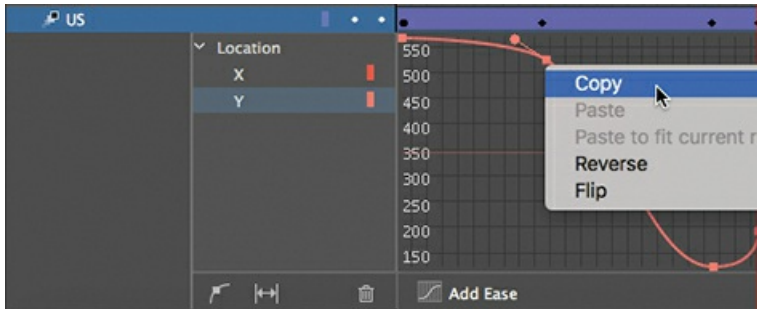 US
Location
X
Y
550
500
450
400
350
300
250
200
150
Copy
Paste
Paste to fit current
Reverse
Flip
Add Ease